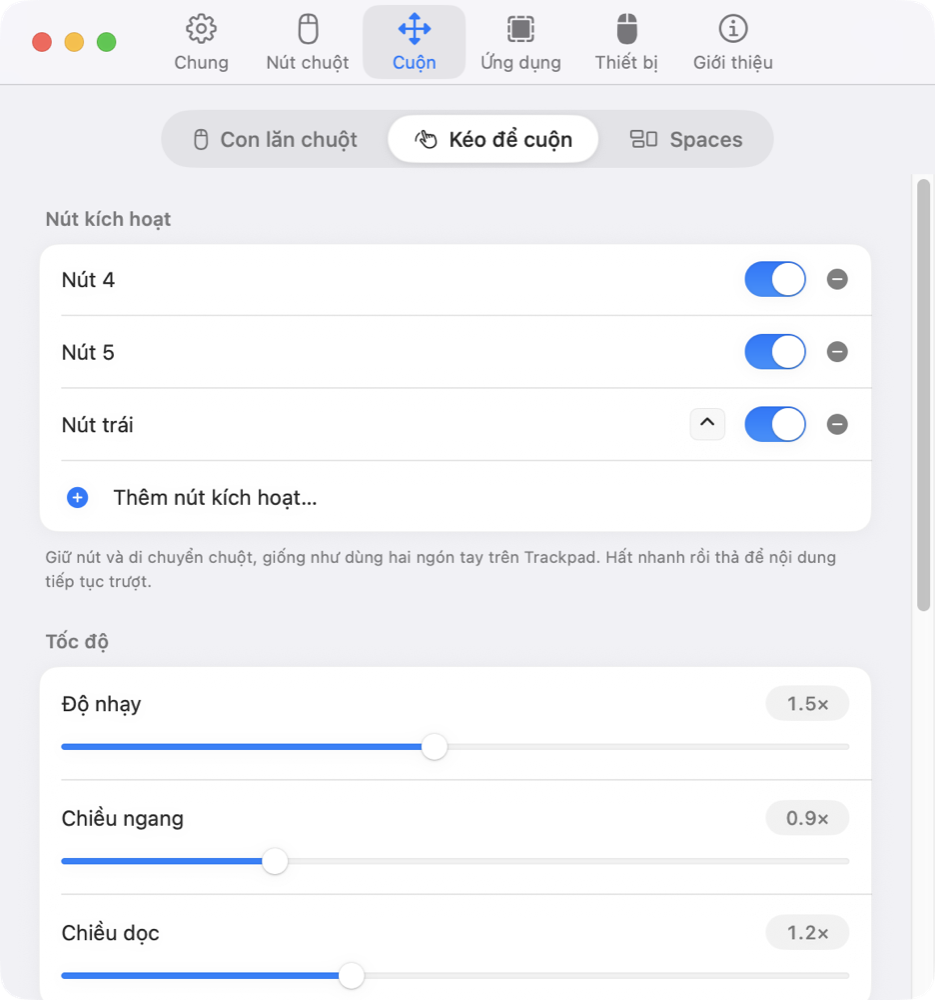 Chung
Nút chuột
Cuộn
Ứng dụng
Thiết bị
Giới thiệu
Con lăn chuột
Kéo để cuộn
Spaces
Nút kích hoạt
Nút 4
Nút 5
Nút trái
Thêm nút kích hoạt...
Giữ nút và di chuyển chuột, giống như dùng hai ngón tay trên Trackpad. Hất nhanh rồi thả để nội dung
tiếp tục trượt.
Tốc độ
Độ nhạy
1.5×
Chiều ngang
0.9×
Chiều dọc
1.2×